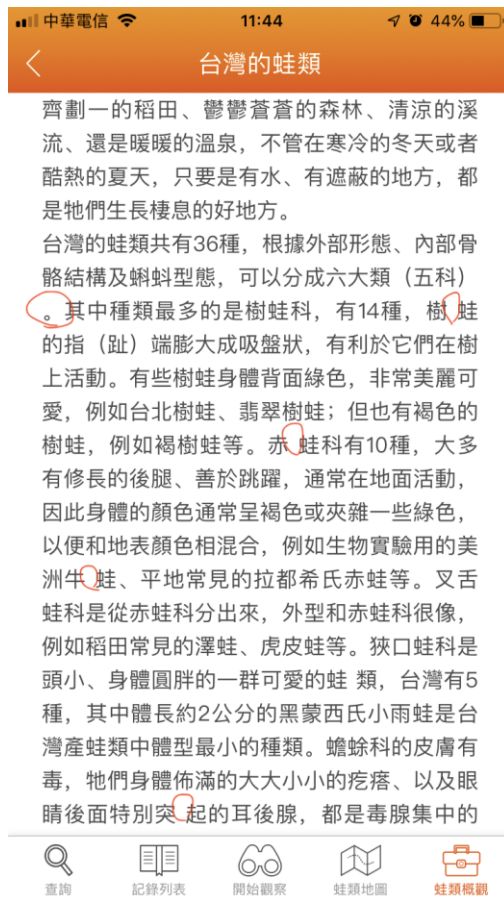 中華電信 11:44 44%
台灣的蛙類
齊劃一的稻田、鬱鬱蒼蒼的森林、清涼的溪
流、還是暖暖的溫泉，不管在寒冷的冬天或者
酷熱的夏天，只要是有水、有遮蔽的地方，都
是牠們生長棲息的好地方。
台灣的蛙類共有36種，根據外部形態、內部骨
骼結構及蝌蚪型態，可以分成六大類（五科）
。其中種類最多的是樹蛙科，有14種，樹 蛙
的指（趾）端膨大成吸盤狀，有利於它們在樹
上活動。有些樹蛙身體背面綠色，非常美麗可
愛，例如台北樹蛙、翡翠樹蛙；但也有褐色的
樹蛙，例如褐樹蛙等。赤 蛙科有10種，大多
有修長的後腿、善於跳躍，通常在地面活動，
因此身體的顏色通常呈褐色或夾雜一些綠色，
以便和地表顏色相混合，例如生物實驗用的美
洲牛 蛙、平地常見的拉都希氏赤蛙等。叉舌
蛙科是從赤蛙科分出來，外型和赤蛙科很像，
例如稻田常見的澤蛙、虎皮蛙等。狹口蛙科是
頭小、身體圓胖的一群可愛的蛙 類，台灣有5
種，其中體長約2公分的黑蒙西氏小雨蛙是台
灣產蛙類中體型最小的種類。蟾蜍科的皮膚有
毒，牠們身體佈滿的大大小小的疙瘩、以及眼
睛後面特別突 起的耳後腺，都是毒腺集中的
查詢 記錄列表 開始觀察 蛙類地圖 蛙類概觀